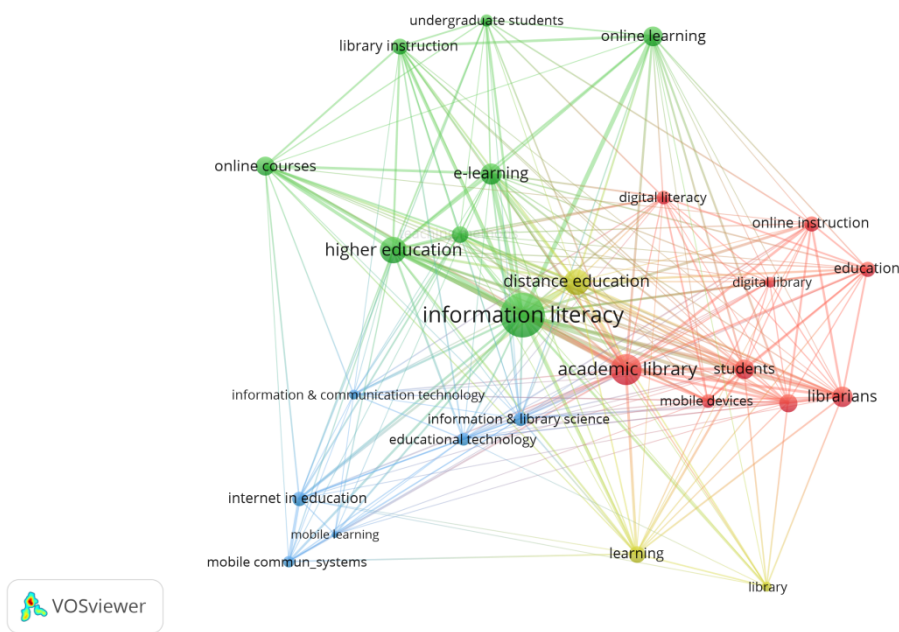 undergraduate students
online learning
library instruction
online courses
e-learning
digital literacy
online instruction
higher education
education
distance education
digital library
information literacy
academic library
students
information & communication technology
mobile devices
librarians
information & library science
educational technology
internet in education
mobile learning
learning
mobile commun_systems
library
VOSviewer